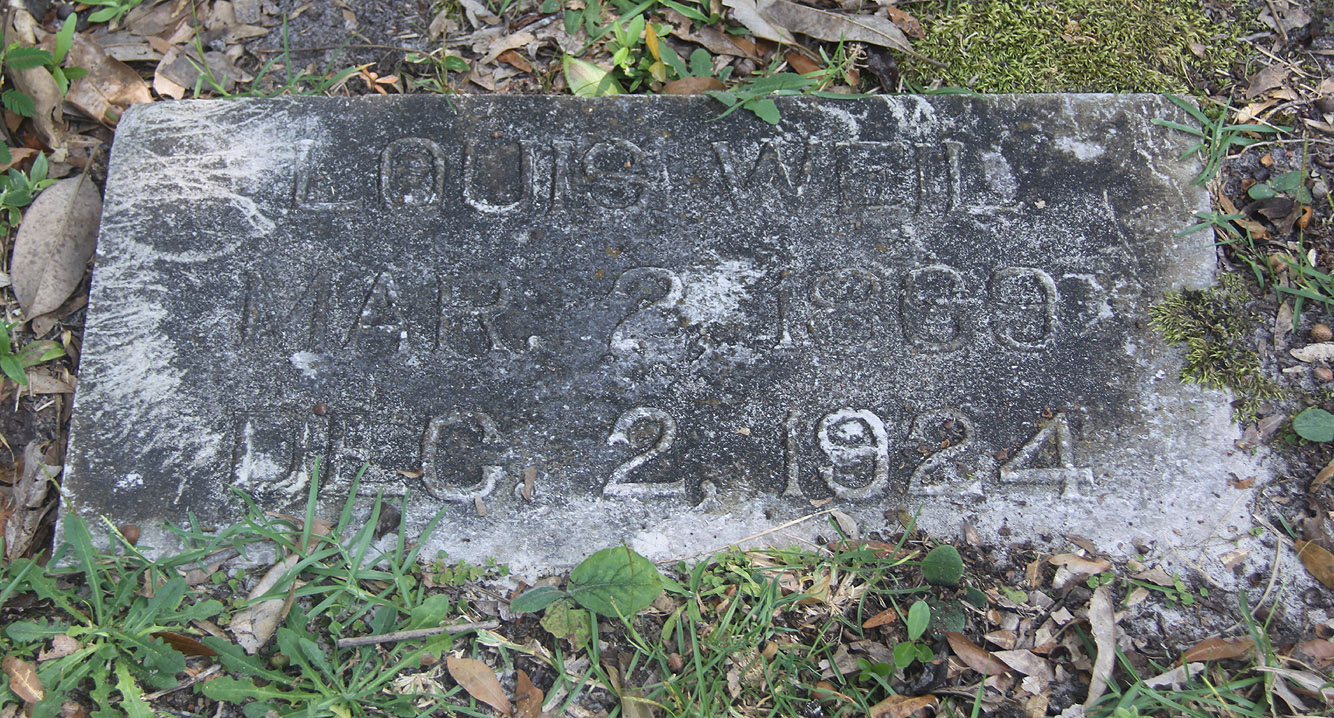 LOUIS WEIL
MAR. 2, 1869
DEC. 2, 1924